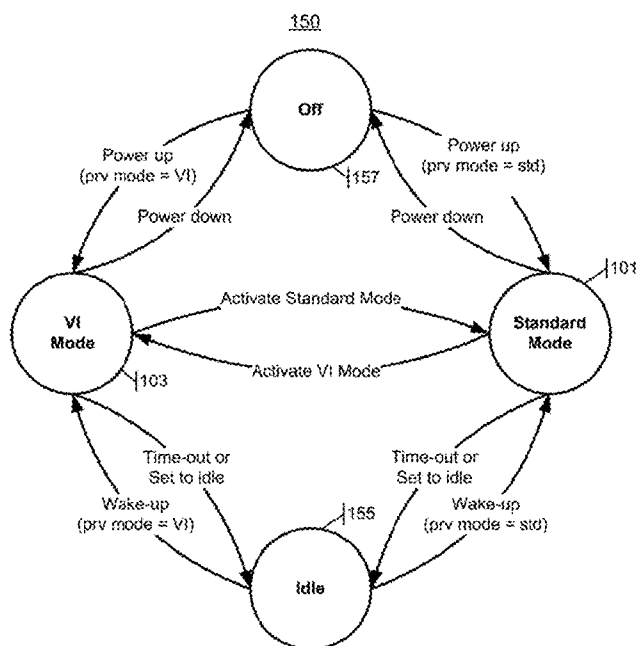 150
Off
Power up
(prv mode = VI)
Power up
(prv mode = std)
157
Power down
Power down
101
Activate Standard Mode
VI
Mode
Standard
Mode
Activate VI Mode
103
Time-out or
Set to idle
Time-out or
Set to idle
Wake-up
(prv mode = VI)
155
Wake-up
(prv mode = std)
Idle